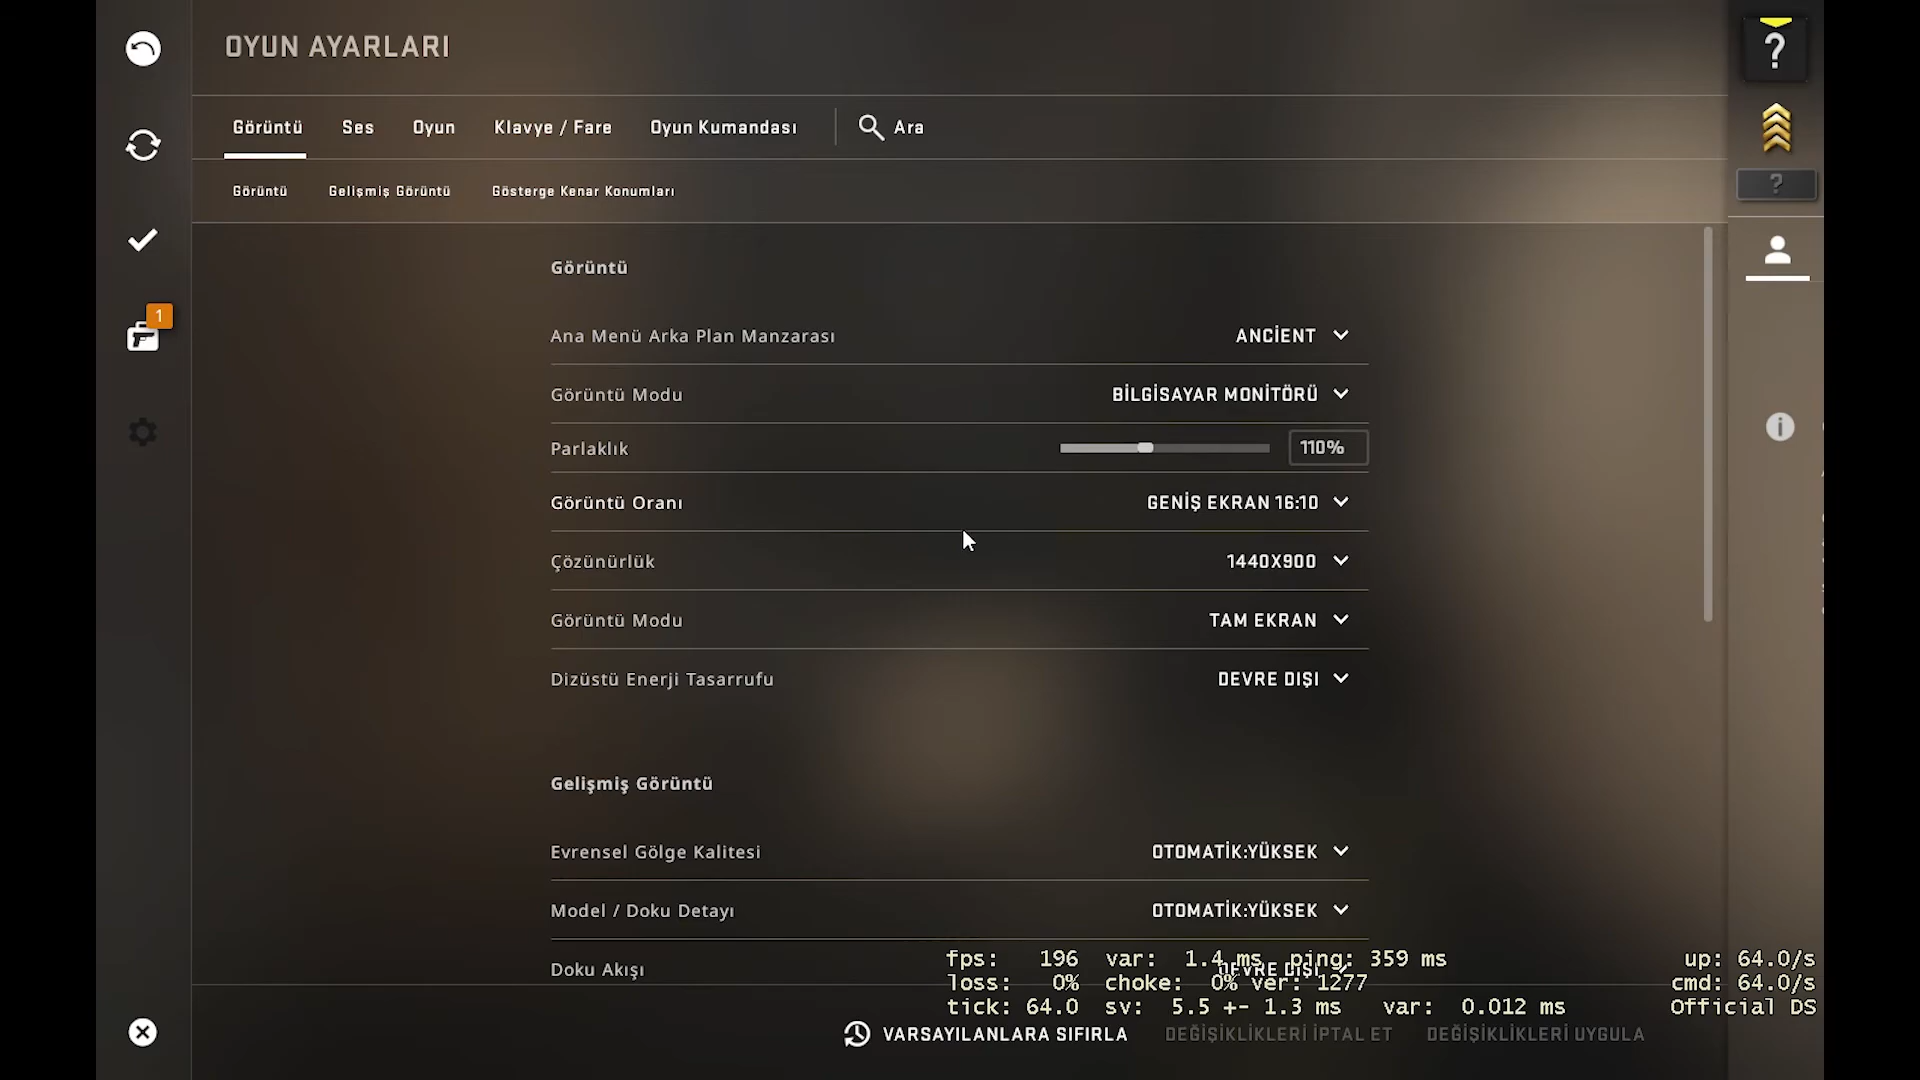 OYUN AYARLARI
Görüntü Ses Oyun Klavye / Fare Oyun Kumandası Ara
Görüntü Gelişmiş Görüntü Gösterge Kenar Konumları
?
?
1
Görüntü
Ana Menü Arka Plan Manzarası ANCİENT
Görüntü Modu BİLGİSAYAR MONİTÖRÜ
Parlaklık 110%
Görüntü Oranı GENİŞ EKRAN 16:10
Çözünürlük 1440X900
Görüntü Modu TAM EKRAN
Dizüstü Enerji Tasarrufu DEVRE DIŞI
Gelişmiş Görüntü
Evrensel Gölge Kalitesi OTOMATİK:YÜKSEK
Model / Doku Detayı OTOMATİK:YÜKSEK
Doku Akışı DEVRE DIŞI
fps: 196 var: 1.4 ms ping: 359 ms up: 64.0/s
loss: 0% choke: 0% ver: 1277 cmd: 64.0/s
tick: 64.0 sv: 5.5 +- 1.3 ms var: 0.012 ms Official DS
VARSAYILANLARA SIFIRLA DEĞİŞİKLİKLERİ İPTAL ET DEĞİŞİKLİKLERİ UYGULA